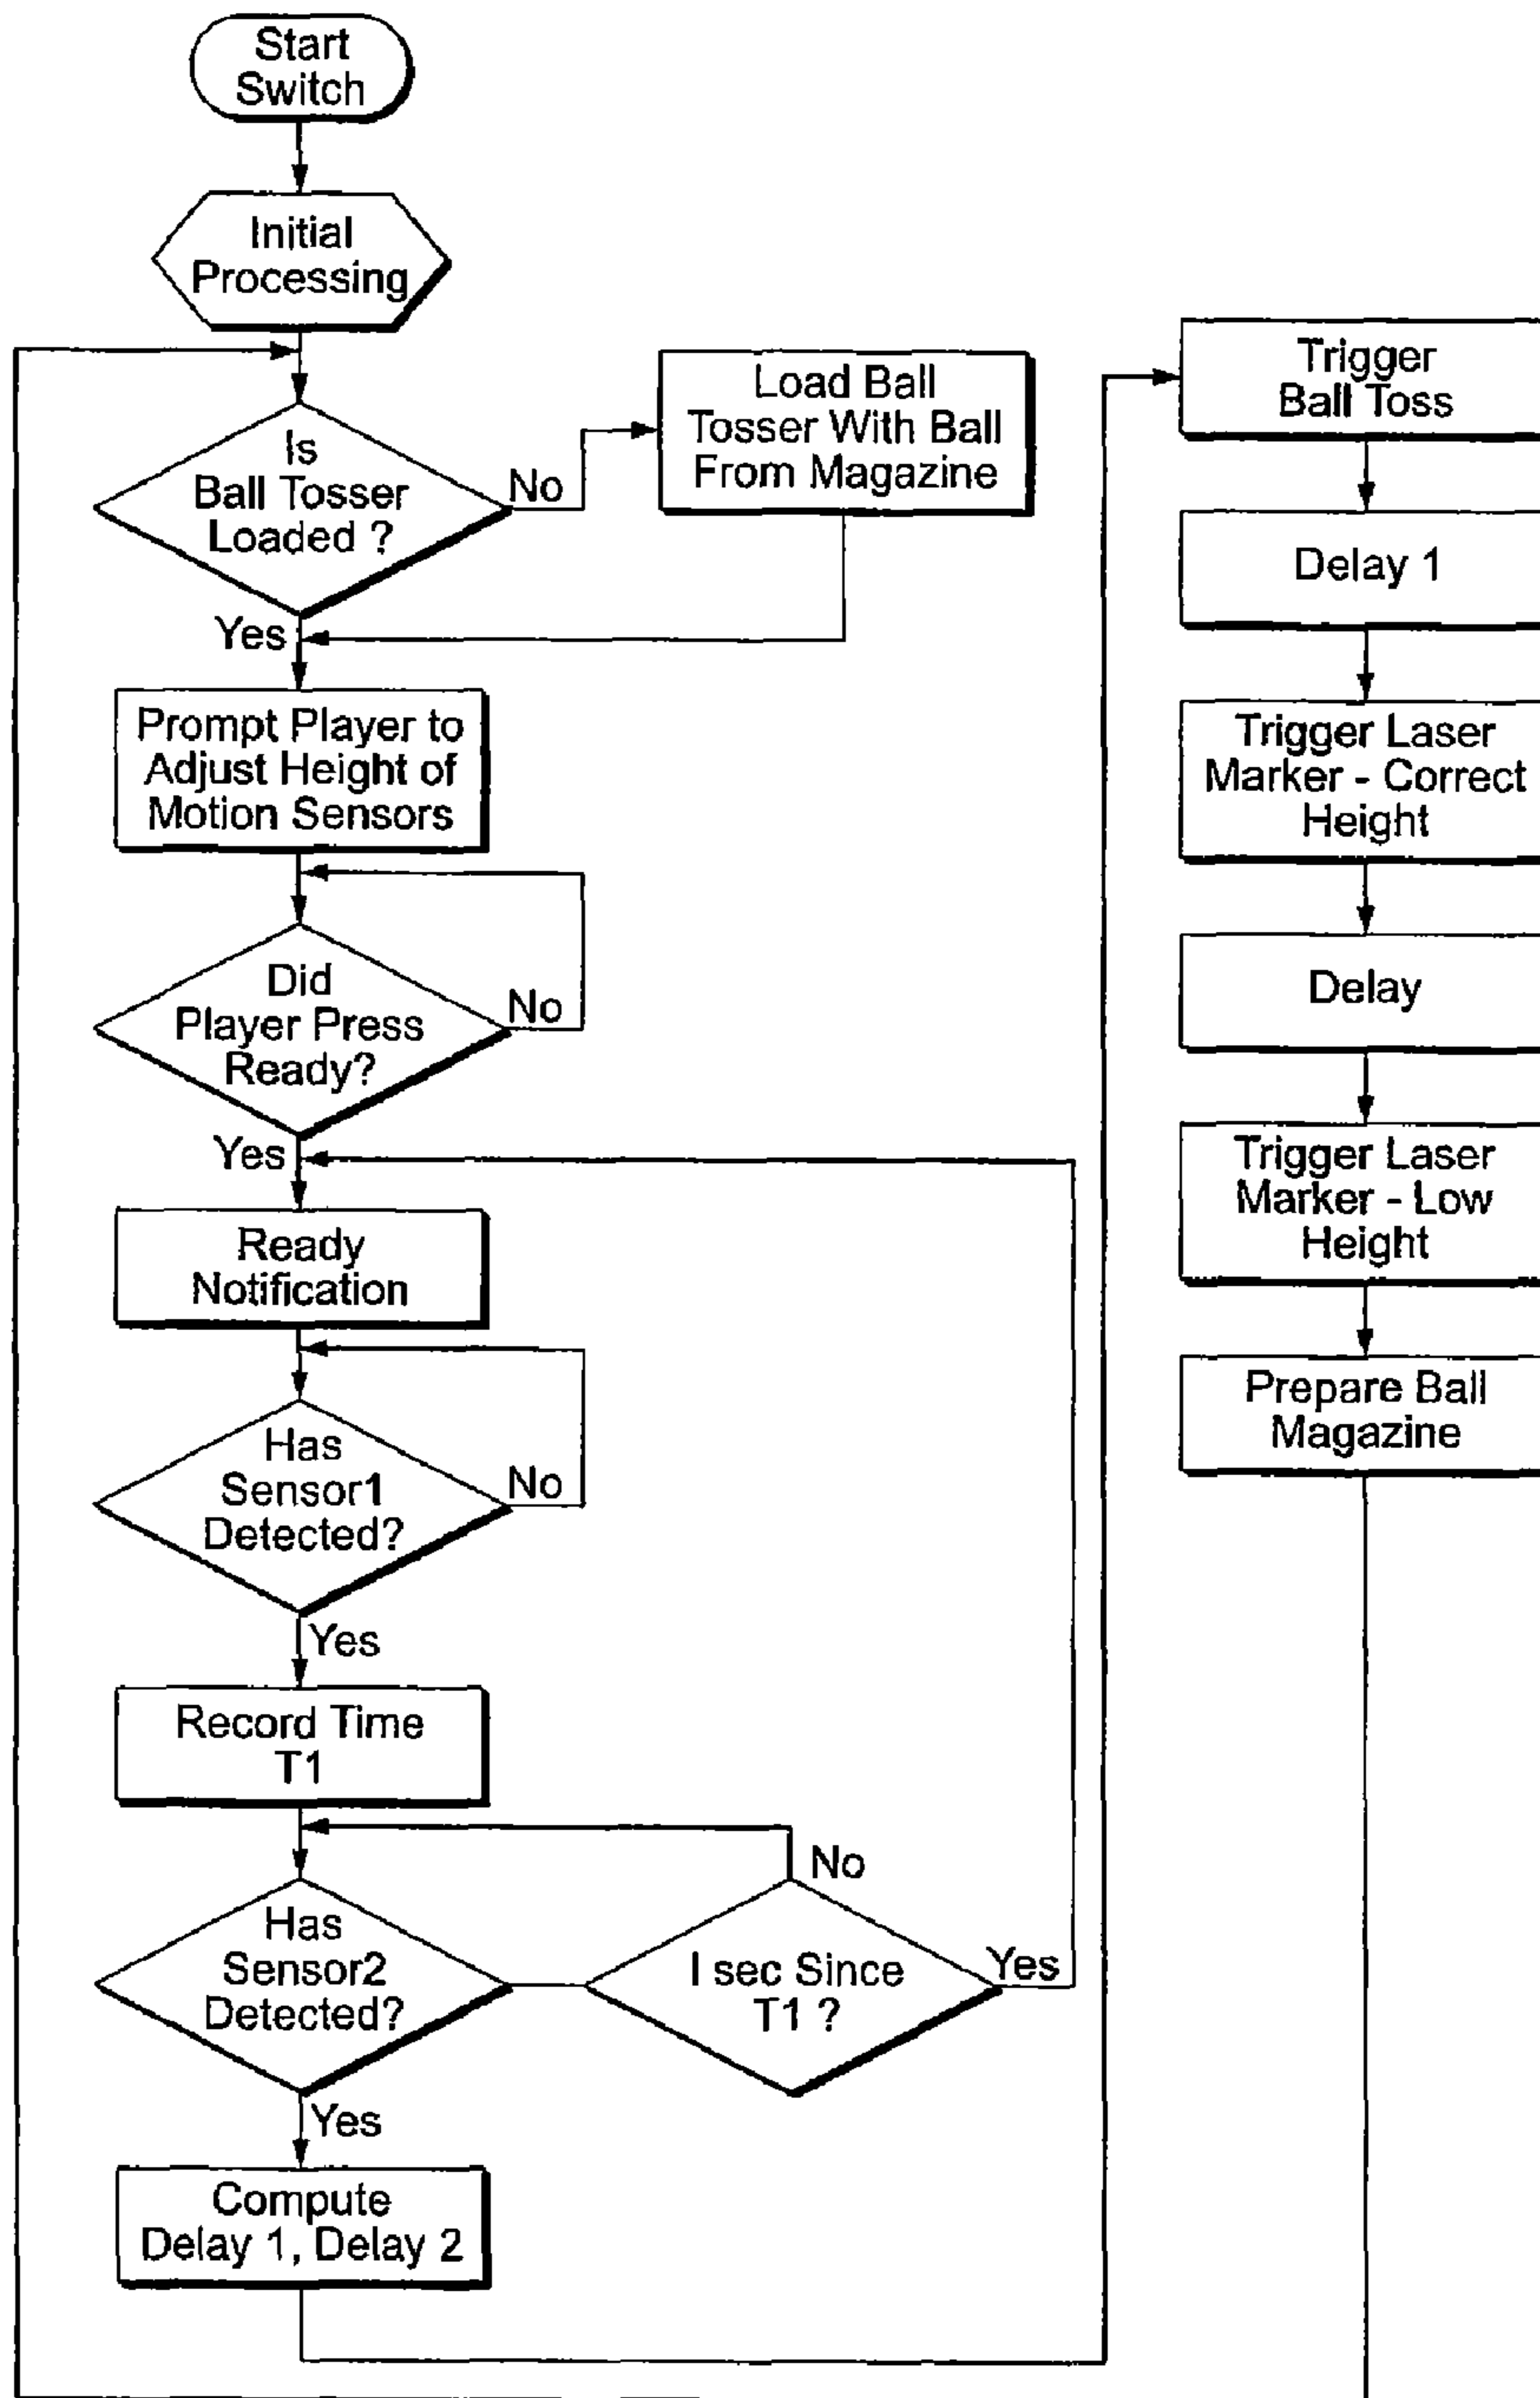 Start
Switch
Initial
Processing
Is
Ball Tosser
Loaded ?
No
Load Ball
Tosser With Ball
From Magazine
Yes
Prompt Player to
Adjust Height of
Motion Sensors
Did
Player Press
Ready?
No
Yes
Ready
Notification
Has
Sensor1
Detected?
No
Yes
Record Time
T1
Has
Sensor2
Detected?
I sec Since
T1 ?
No
Yes
Yes
Compute
Delay 1, Delay 2
Trigger
Ball Toss
Delay 1
Trigger Laser
Marker - Correct
Height
Delay
Trigger Laser
Marker - Low
Height
Prepare Ball
Magazine